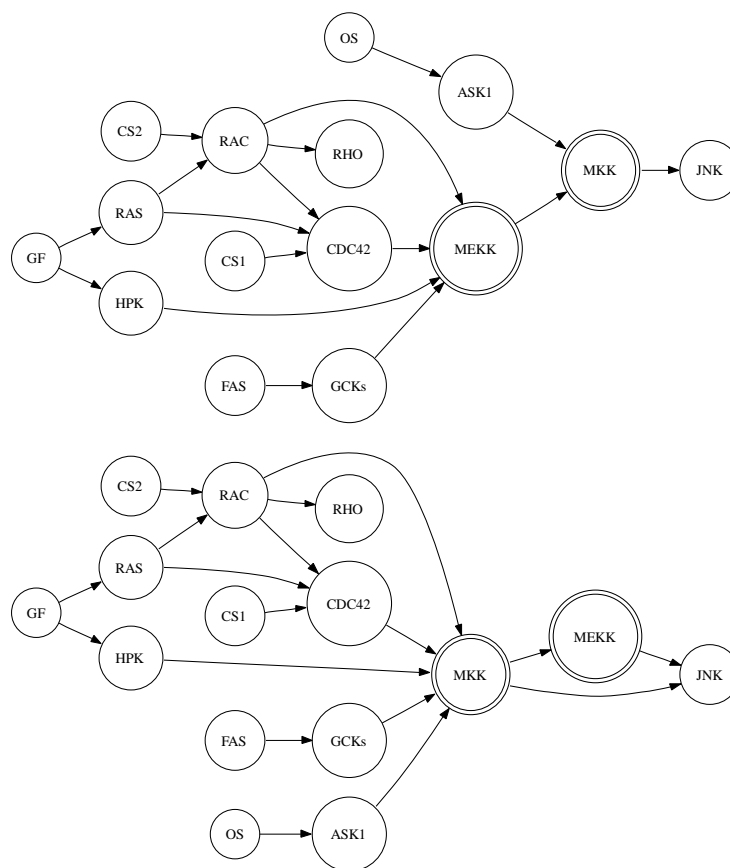 OS
ASK1
CS2
RAC
RHO
MKK
JNK
RAS
GF
CS1
CDC42
MEKK
HPK
FAS
GCKs
CS2
RAC
RHO
RAS
GF
CS1
CDC42
MEKK
HPK
MKK
JNK
FAS
GCKs
OS
ASK1